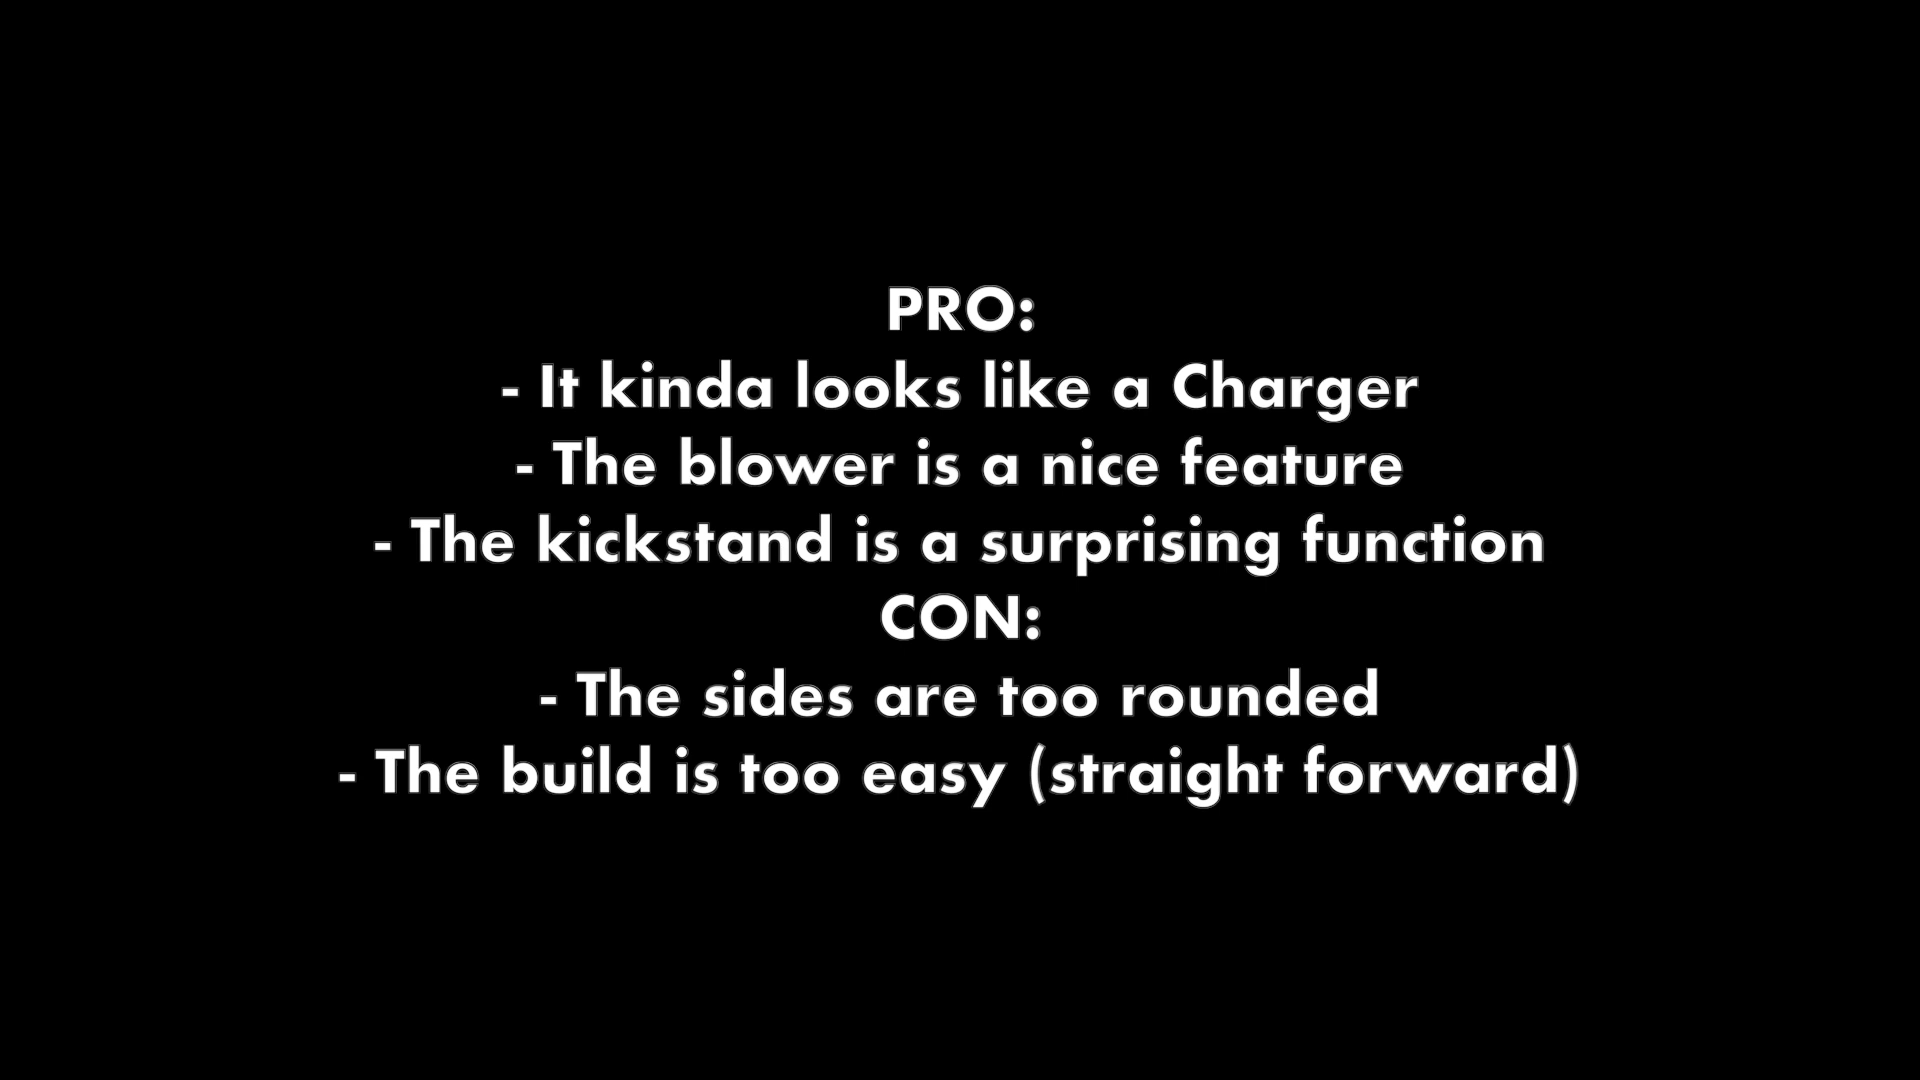 PRO:
- It kinda looks like a Charger
- The blower is a nice feature
- The kickstand is a surprising function
CON:
- The sides are too rounded
- The build is too easy (straight forward)